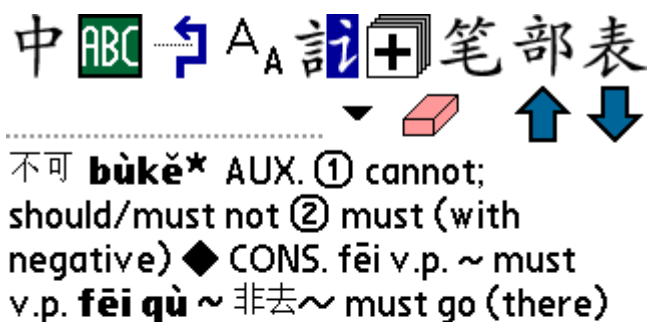 中 ABC A A 註 笔 部 表
不可 bùkě* AUX. ① cannot;
should/must not ② must (with
negative) ◆ CONS. fēi v.p. ~ must
v.p. fēi qù ~ 非去~ must go (there)